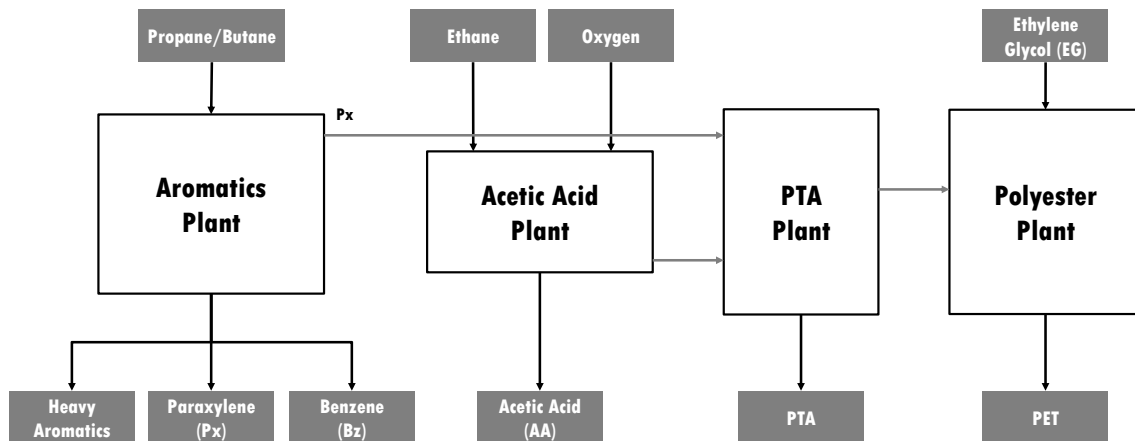 Propane/Butane
Ethane
Oxygen
Ethylene
Glycol (EG)
Px
Aromatics
Plant
Acetic Acid
Plant
PTA
Plant
Polyester
Plant
Heavy
Aromatics
Paraxylene
(Px)
Benzene
(Bz)
Acetic Acid
(AA)
PTA
PET